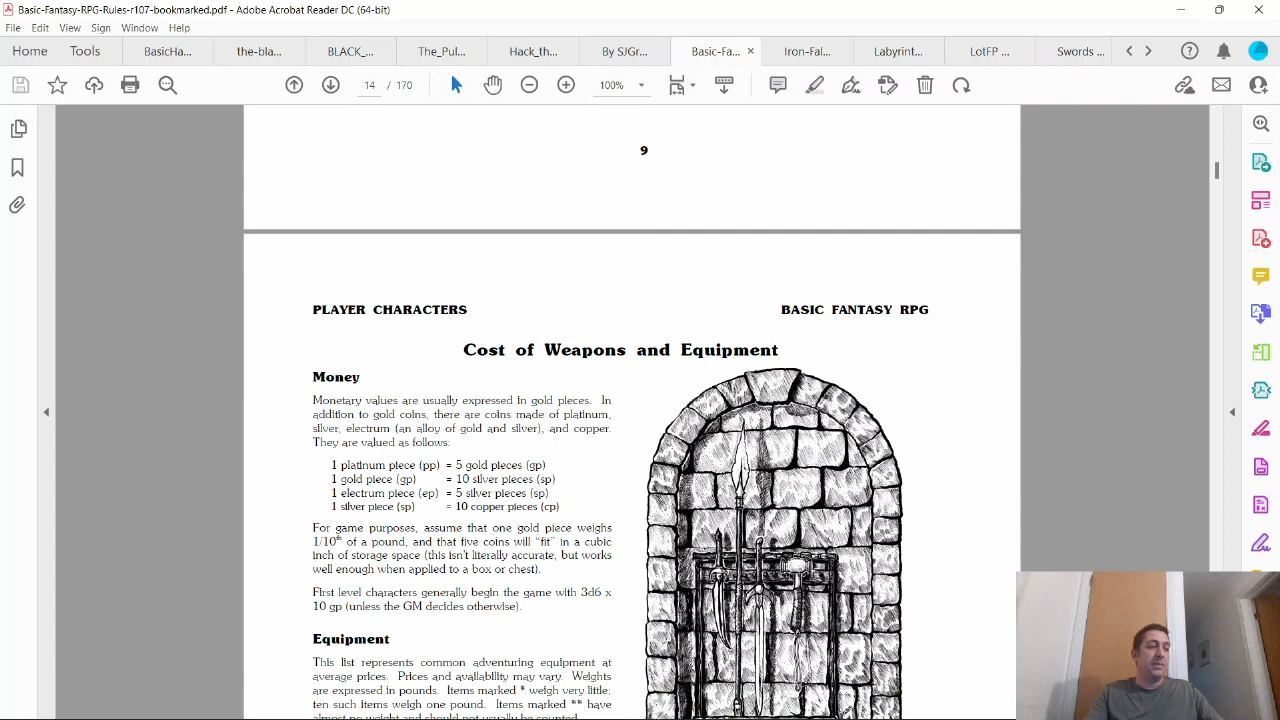 Basic-Fantasy-RPG-Rules-r107-bookmarked.pdf - Adobe Acrobat Reader DC (64-bit)
File Edit View Sign Window Help
Home Tools BasicHa... the-bla... BLACK_... The_Pul... Hack_th... By SJGr... Basic-Fa... Iron-Fal... Labyrint... LotFP ... Swords ...
14 / 170 100%
9
PLAYER CHARACTERS BASIC FANTASY RPG
Cost of Weapons and Equipment
Money
Monetary values are usually expressed in gold pieces. In
addition to gold coins, there are coins made of platinum,
silver, electrum (an alloy of gold and silver), and copper.
They are valued as follows:
1 platinum piece (pp) = 5 gold pieces (gp)
1 gold piece (gp) = 10 silver pieces (sp)
1 electrum piece (ep) = 5 silver pieces (sp)
1 silver piece (sp) = 10 copper pieces (cp)
For game purposes, assume that one gold piece weighs
1/10th of a pound, and that five coins will “fit” in a cubic
inch of storage space (this isn't literally accurate, but works
well enough when applied to a box or chest).
First level characters generally begin the game with 3d6 x
10 gp (unless the GM decides otherwise).
Equipment
This list represents common adventuring equipment at
average prices. Prices and availability may vary. Weights
are expressed in pounds. Items marked * weigh very little;
ten such items weigh one pound. Items marked ** have
almost no weight and should not usually be counted.